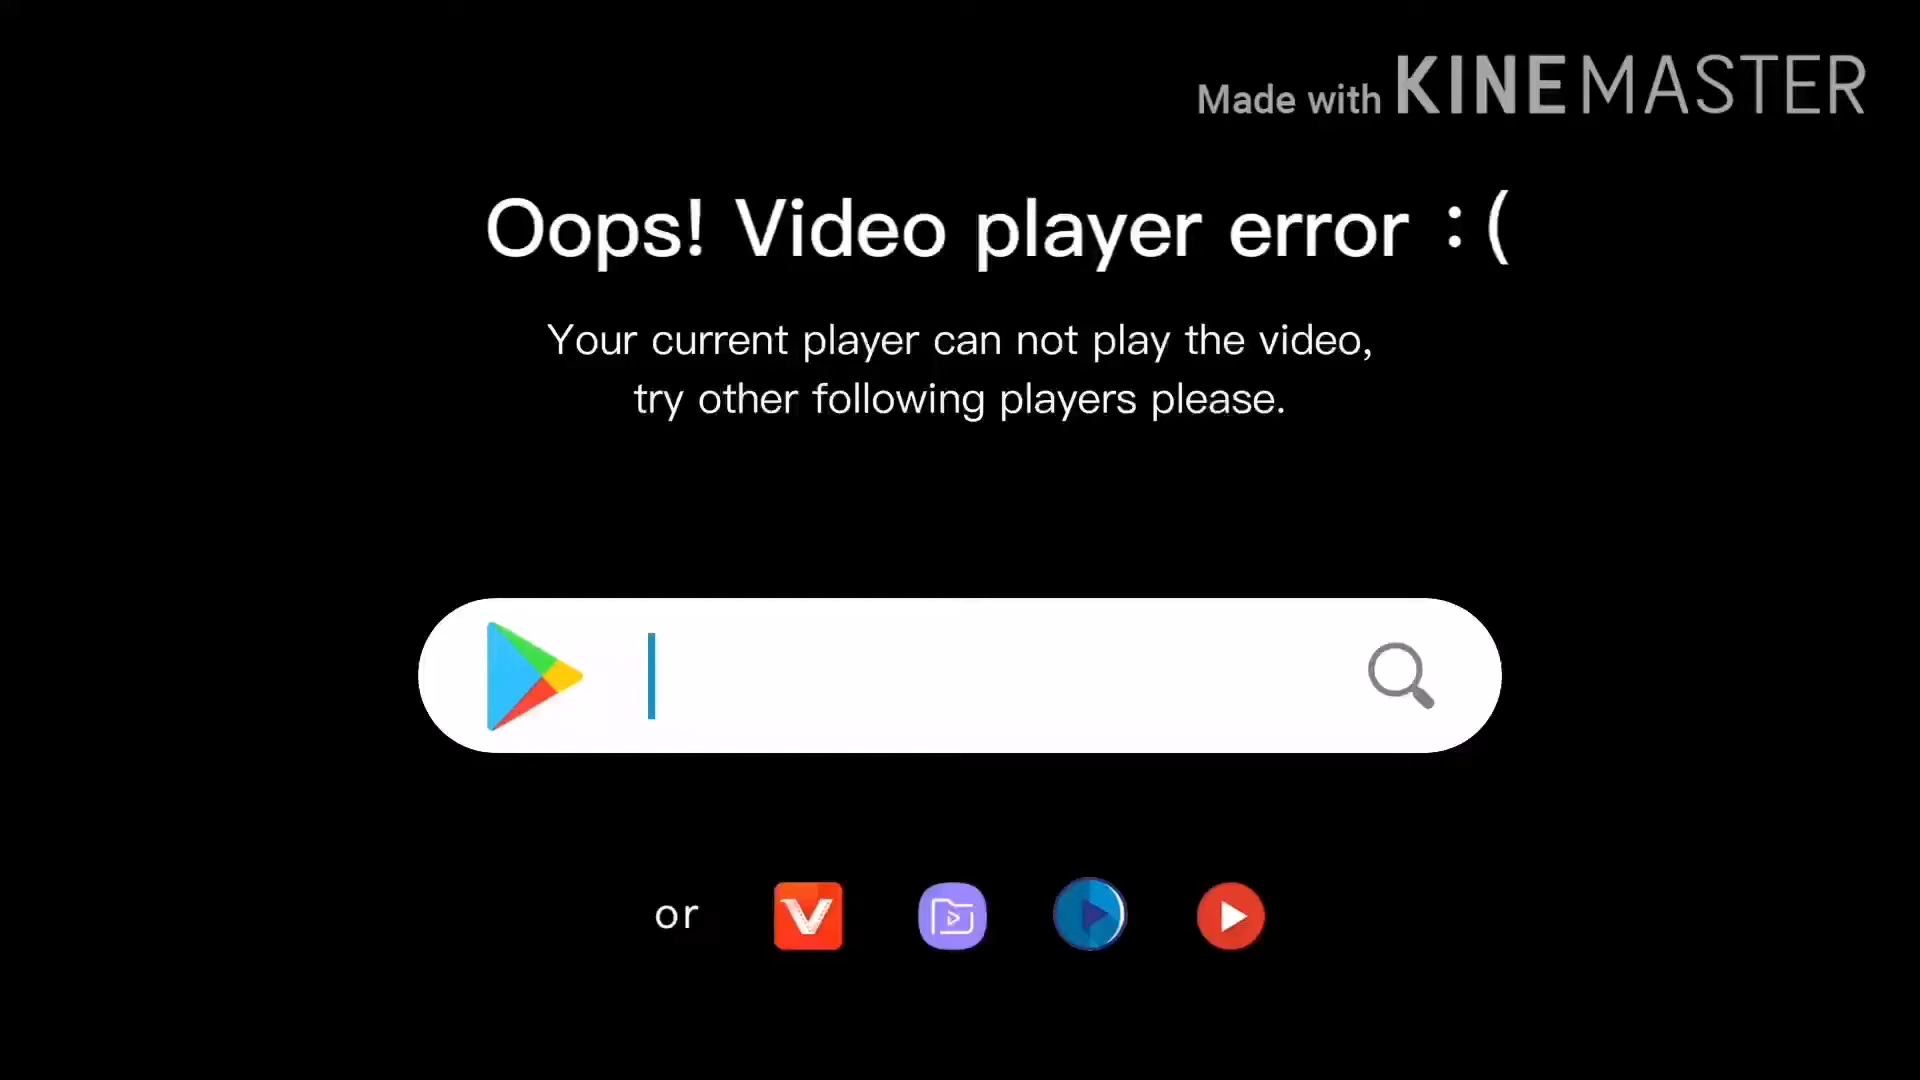 Made with KINEMASTER
Oops! Video player error :(
Your current player can not play the video,
try other following players please.
or